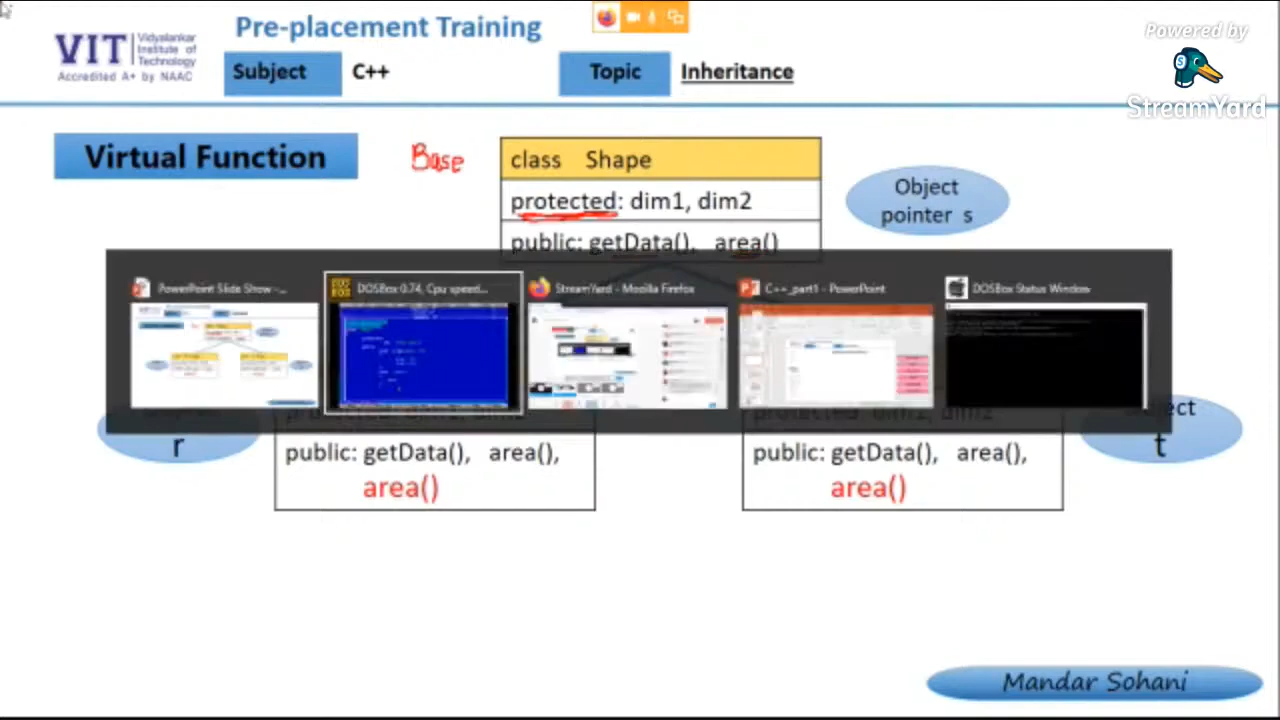 Pre-placement Training
VIT Vidyalankar Institute of Technology
Accredited A+ by NAAC
Subject C++ Topic Inheritance
Powered by
StreamYard
Virtual Function
Base
class Shape
protected: dim1, dim2
public: getData(), area()
Object
pointer s
PowerPoint Slide Show -...
DOSBox 0.74, Cpu speed...
StreamYard - Mozilla Firefox
C++_part1 - PowerPoint
DOSBox Status Window
r
public: getData(), area(),
area()
protected dim1, dim2
public: getData(), area(),
area()
t
Mandar Sohani